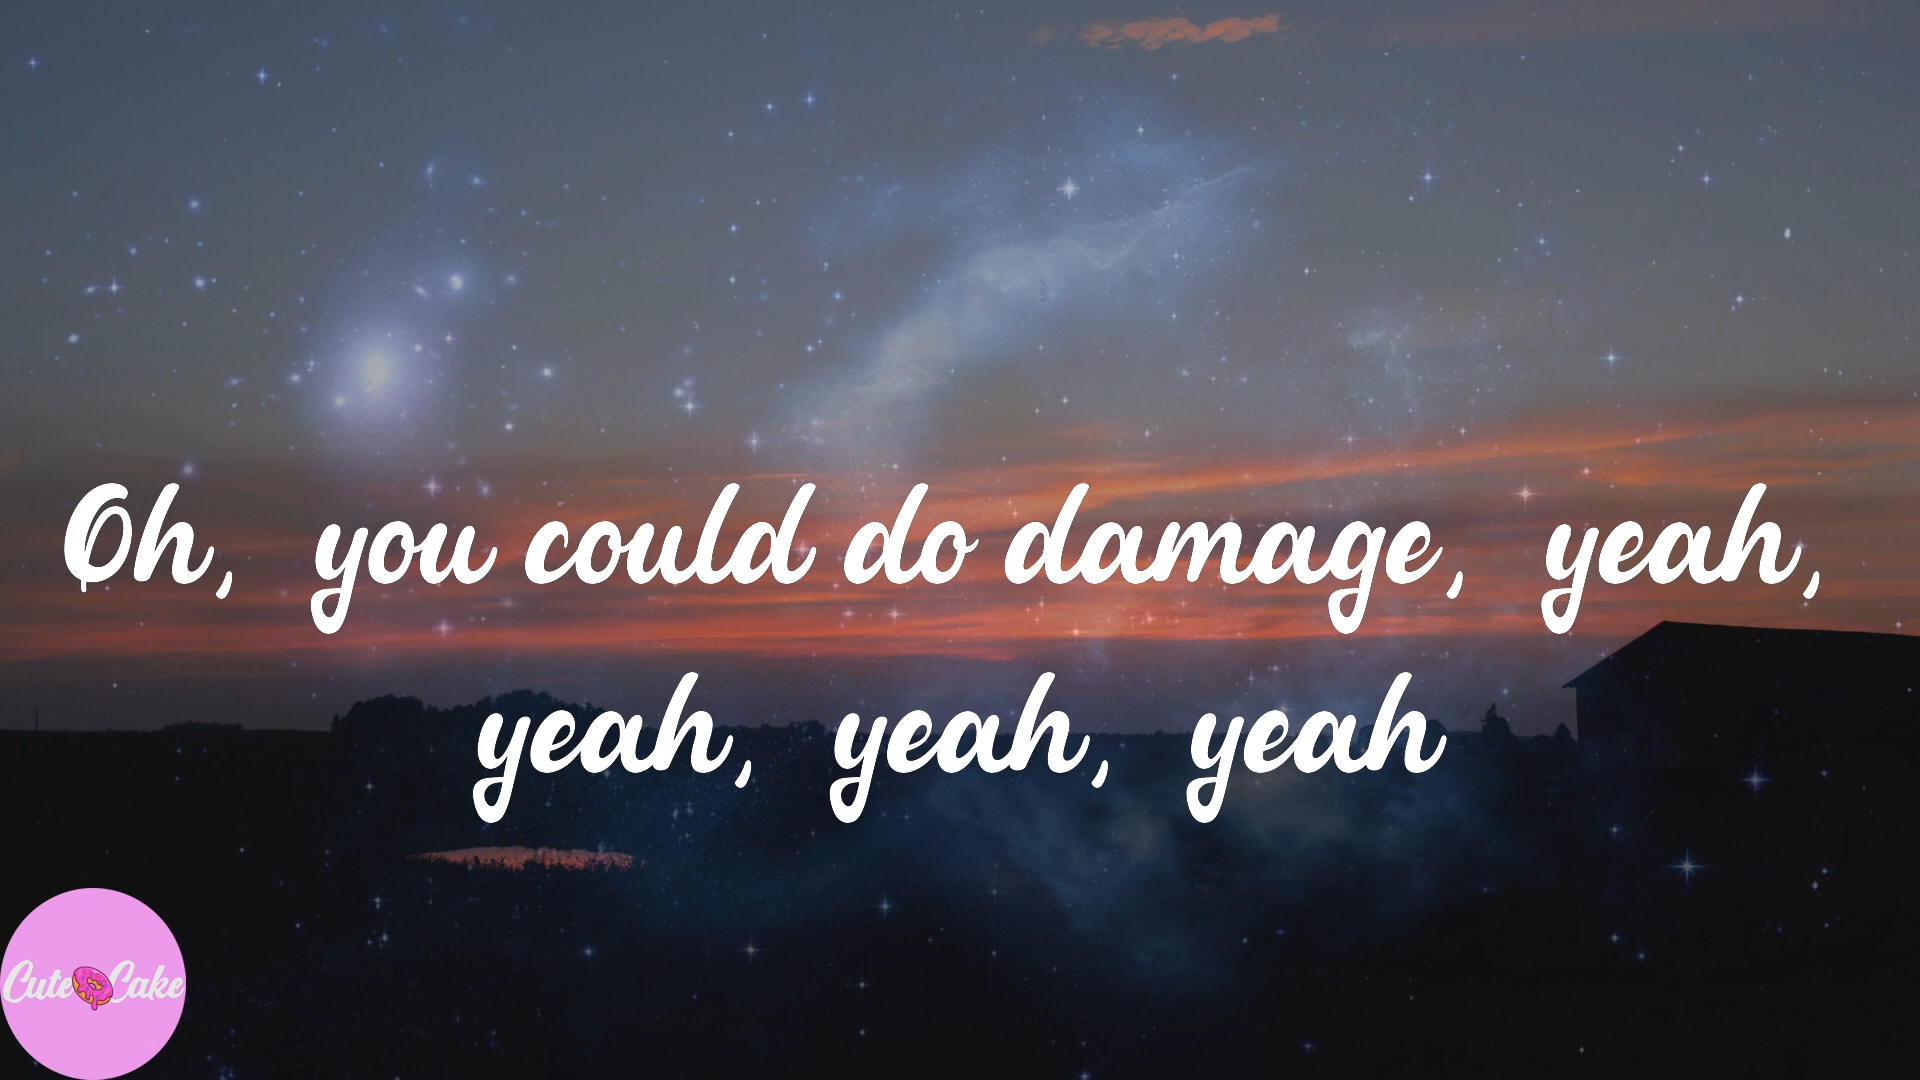 Oh, you could do damage, yeah,
yeah, yeah, yeah
Cute Cake